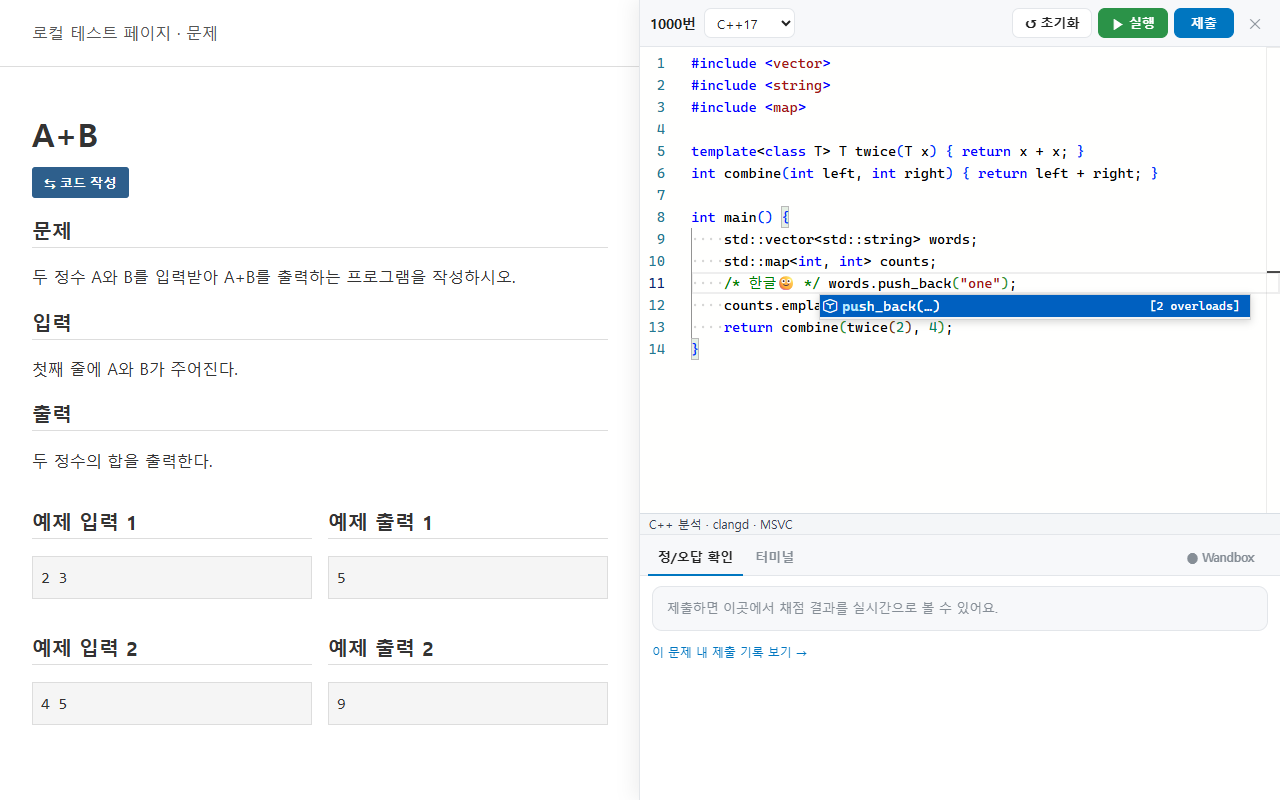 로컬 테스트 페이지 · 문제
A+B
⇆ 코드 작성
문제
두 정수 A와 B를 입력받아 A+B를 출력하는 프로그램을 작성하시오.
입력
첫째 줄에 A와 B가 주어진다.
출력
두 정수의 합을 출력한다.
예제 입력 1
예제 출력 1
2 3
5
예제 입력 2
예제 출력 2
4 5
9
1000번
C++17
↺ 초기화
▶ 실행
제출
×
1 #include <vector>
2 #include <string>
3 #include <map>
4
5 template<class T> T twice(T x) { return x + x; }
6 int combine(int left, int right) { return left + right; }
7
8 int main() {
9 ····std::vector<std::string> words;
10 ····std::map<int, int> counts;
11 ····/* 한글😀 */ words.push_back("one");
12 ····counts.empla
push_back(…) [2 overloads]
13 ····return combine(twice(2), 4);
14 }
C++ 분석 · clangd · MSVC
정/오답 확인
터미널
● Wandbox
제출하면 이곳에서 채점 결과를 실시간으로 볼 수 있어요.
이 문제 내 제출 기록 보기 →